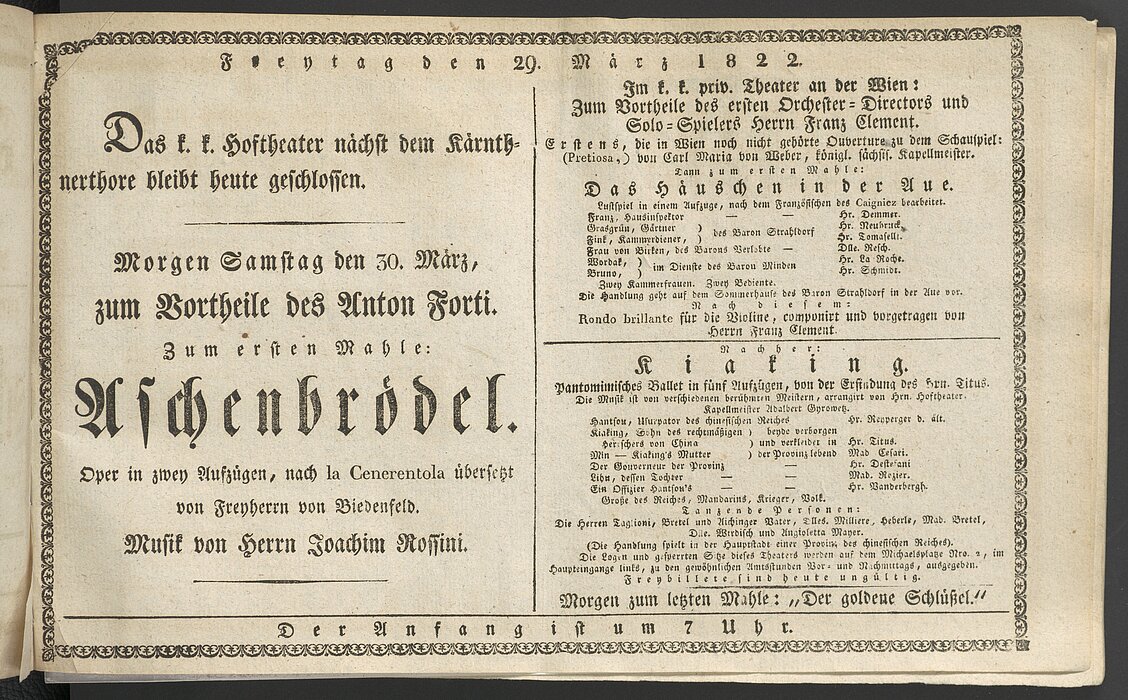 Freytag den 29. März 1822.
Das k. k. Hoftheater nächst dem Kärnth-
nerthore bleibt heute geschlossen.
Morgen Samstag den 30. März,
zum Vortheile des Anton Forti.
Zum ersten Mahle:
Aschenbrödel.
Oper in zwey Aufzügen, nach la Cenerentola übersetzt
von Freyherrn von Biedenfeld.
Musik von Herrn Joachim Rossini.
Im k. k. priv. Theater an der Wien:
Zum Vortheile des ersten Orchester-Directors und
Solo-Spielers Herrn Franz Clement.
Erstens, die in Wien noch nicht gehörte Ouverture zu dem Schauspiel:
(Pretiosa,) von Carl Maria von Weber, königl. sächsis. Kapellmeister.
Dann zum ersten Mahle:
Das Häuschen in der Aue.
Lustspiel in einem Aufzuge, nach dem Französischen des Caigniez bearbeitet.
Franz, Hausinspektor — — Hr. Demmer.
Grasgrün, Gärtner ) des Baron Strahldorf Hr. Neubruck.
Fink, Kammerdiener, ) Hr. Tomaselli.
Frau von Birken, des Barons Verlobte — Dlle. Resch.
Wordak, ) im Dienste des Baron Minden Hr. La Roche.
Bruno, ) Hr. Schmidt.
Zwey Kammerfrauen. Zwey Bediente.
Die Handlung geht auf dem Sommerhause des Baron Strahldorf in der Aue vor.
Nach diesem:
Rondo brillante für die Violine, componirt und vorgetragen von
Herrn Franz Clement.
Nachher:
Kiaking.
Pantomimisches Ballet in fünf Aufzügen, von der Erfindung des Hrn. Titus.
Die Musik ist von verschiedenen berühmten Meistern, arrangirt von Hrn. Hoftheater-
Kapellmeister Adalbert Gyrowetz.
Hantsou, Usurpator des chinesischen Reiches Hr. Reyperger d. ält.
Kiaking, Sohn des rechtmäßigen ) beyde verborgen
Herrschers von China ) und verkleidet in Hr. Titus.
Min — Kiaking's Mutter ) der Provinz lebend Mad Cesari.
Der Gouverneur der Provinz — Hr. Destefani
Lihn, dessen Tochter — — Mad. Rozier.
Ein Offizier Hantsou's — — Hr. Vanderbergh.
Große des Reiches, Mandarins, Krieger, Volk.
Tanzende Personen:
Die Herren Taglioni, Bretel und Aichinger Vater, Dlles. Milliere, Heberle, Mad. Bretel,
Dlle. Wirdisch und Angioletta Mayer.
(Die Handlung spielt in der Hauptstadt einer Provinz des chinesischen Reiches).
Die Logen und gesperrten Sitze dieses Theaters werden auf dem Michaelsplatze Nro. 2, im
Haupteingange links, zu den gewöhnlichen Amtsstunden Vor- und Nachmittags, ausgegeben.
Freybillete sind heute ungültig.
Morgen zum letzten Mahle: „Der goldene Schlüßel."
Der Anfang ist um 7 Uhr.